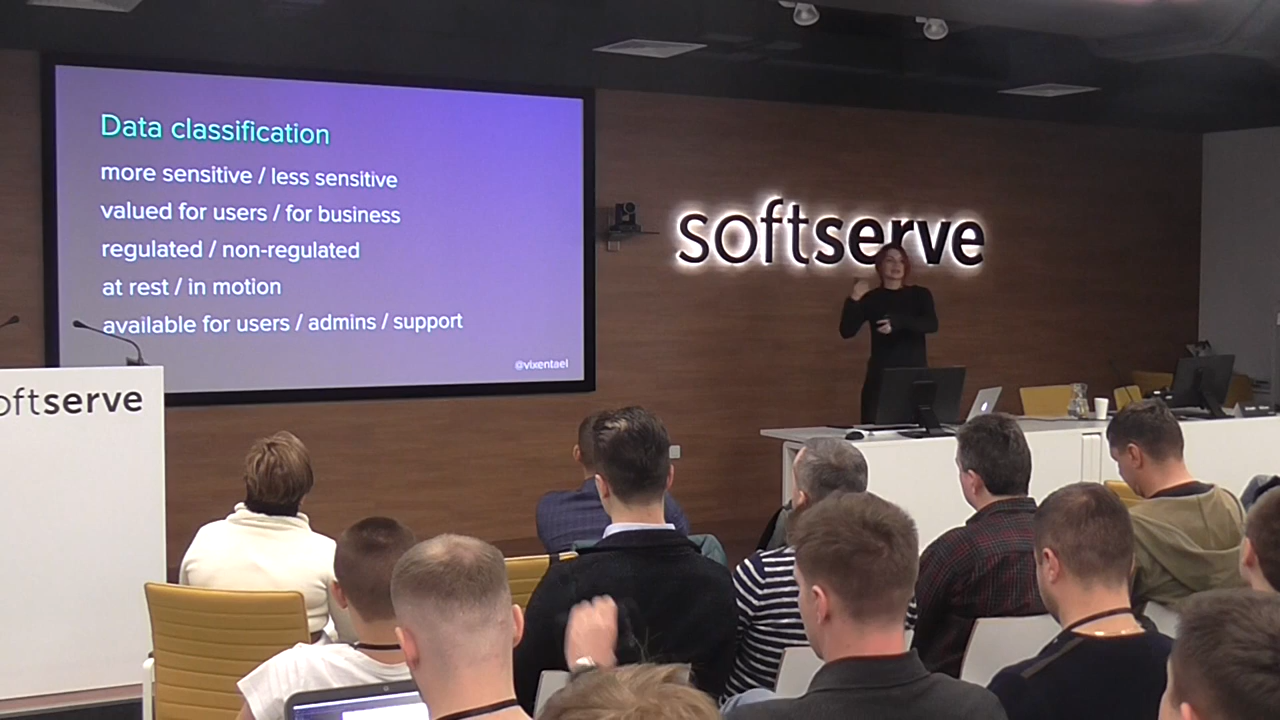 Data classification
more sensitive / less sensitive
valued for users / for business
regulated / non-regulated
at rest / in motion
available for users / admins / support
@vixentael
softserve
oftserve